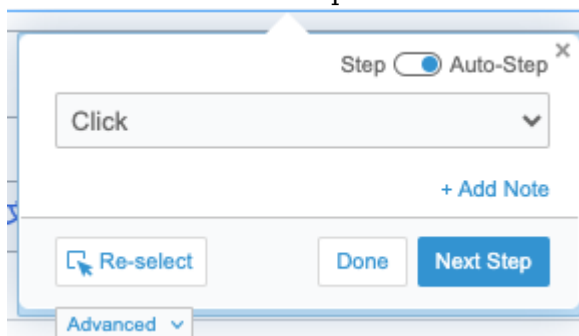 Step Auto-Step ×
Click
+ Add Note
Re-select Done Next Step
Advanced